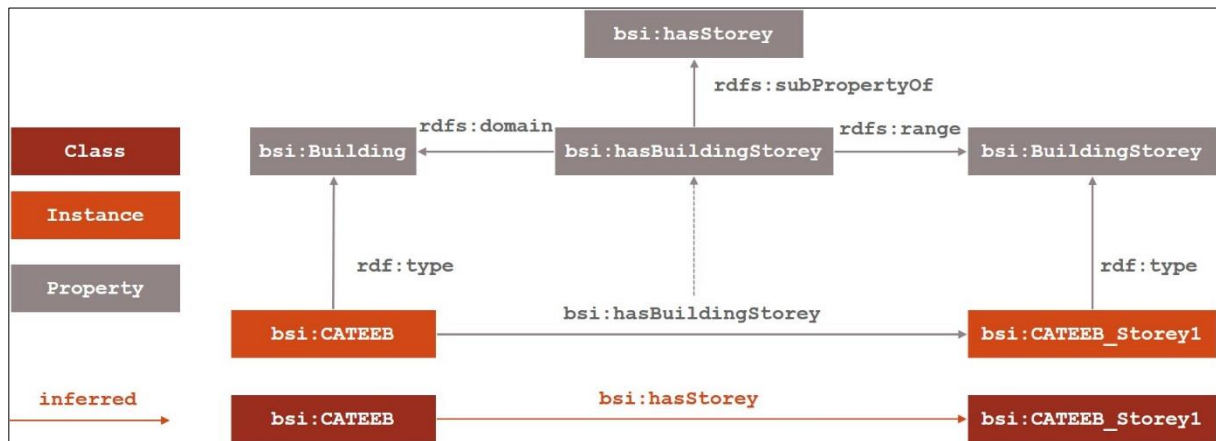 bsi:hasStorey
rdfs:subPropertyOf
rdfs:domain
rdfs:range
Class
bsi:Building
bsi:hasBuildingStorey
bsi:BuildingStorey
Instance
Property
rdf:type
rdf:type
bsi:hasBuildingStorey
bsi:CATEEB
bsi:CATEEB_Storey1
inferred
bsi:CATEEB
bsi:hasStorey
bsi:CATEEB_Storey1